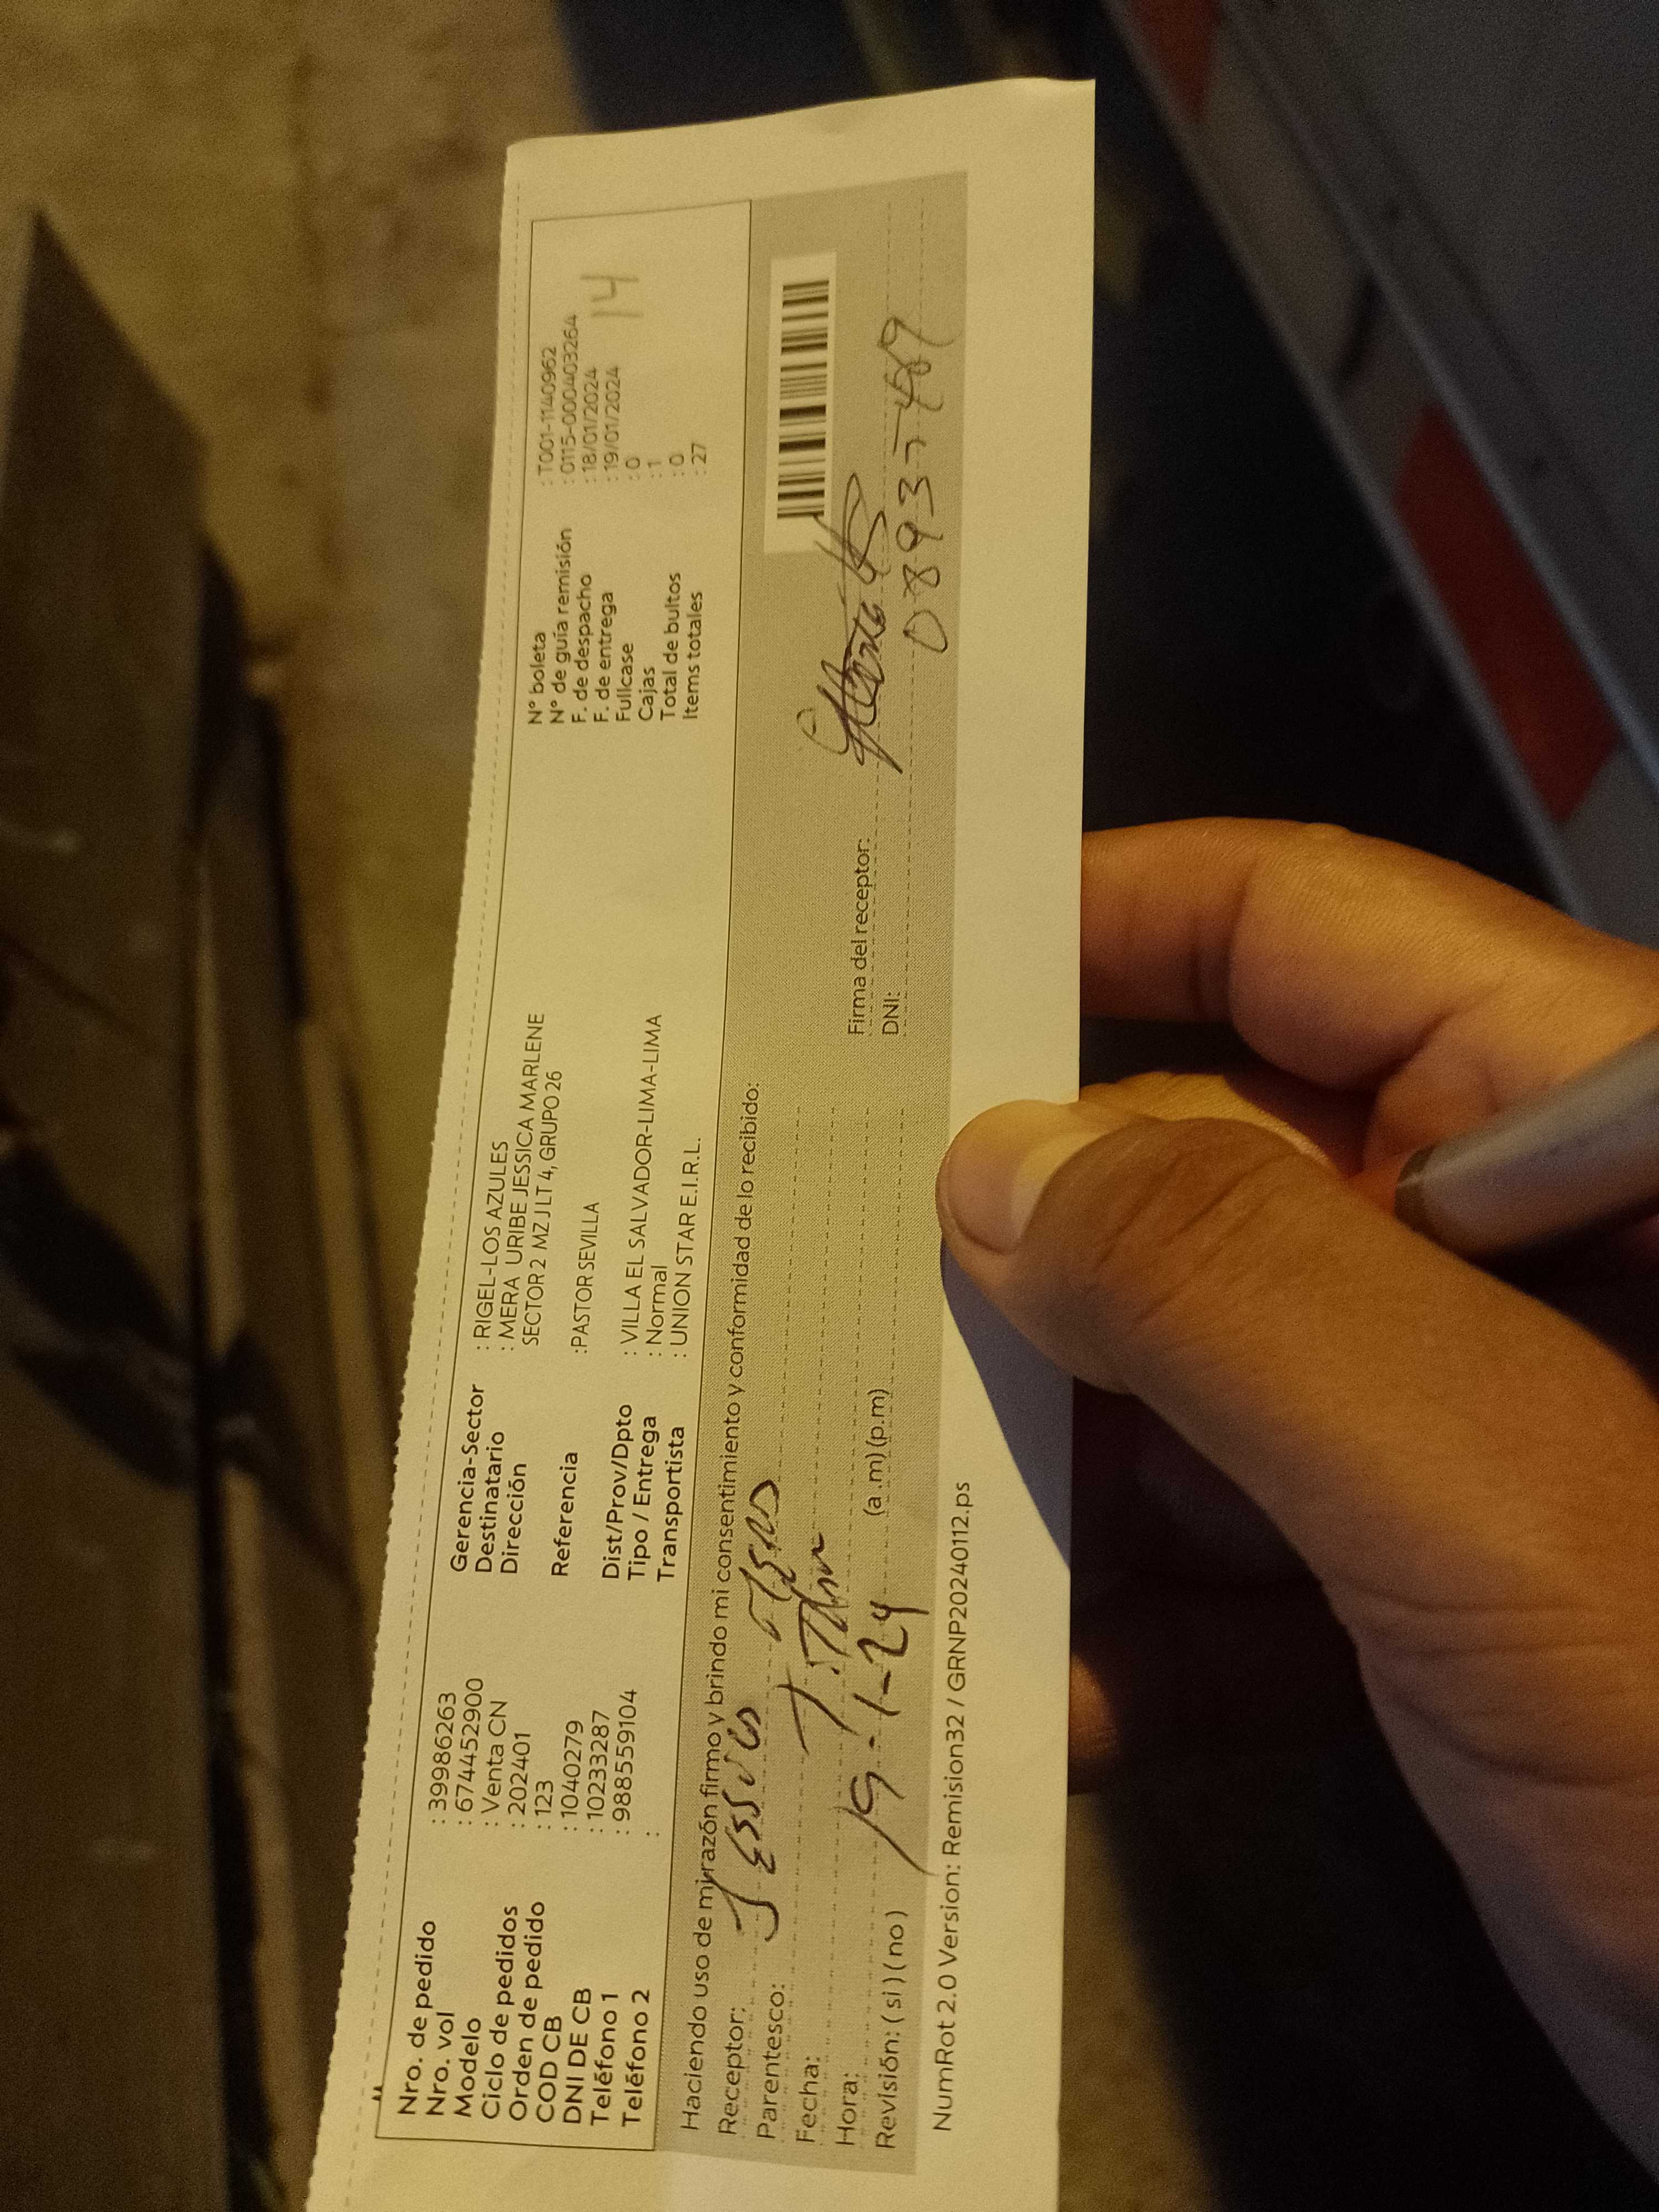 Nro. de pedido : 39986263
Nro. vol : 674452900
Modelo : Venta CN
Ciclo de pedidos : 202401
Orden de pedido : 123
COD CB : 1040279
DNI DE CB : 10233287
Teléfono 1 : 988559104
Teléfono 2 :
Gerencia-Sector : RIGEL-LOS AZULES
Destinatario : MERA URIBE JESSICA MARLENE
Dirección SECTOR 2 MZ J LT 4, GRUPO 26
Referencia :PASTOR SEVILLA
Dist/Prov/Dpto : VILLA EL SALVADOR-LIMA-LIMA
Tipo / Entrega : Normal
Transportista : UNION STAR E.I.R.L.
N° boleta : T001-1140962
N° de guía remisión : 0115-000403264
F. de despacho : 18/01/2024
F. de entrega : 19/01/2024
Fullcase : 0
Cajas : 1
Total de bultos : 0
Items totales : 27
14
Haciendo uso de mi razón firmo y brindo mi consentimiento y conformidad de lo recibido:
Receptor:
Parentesco:
Fecha: 19-1-24
Hora: (a.m) (p.m)
Revisión: ( si ) ( no )
Firma del receptor:
DNI:
NumRot 2.0 Version: Remision32 / GRNP20240112.ps